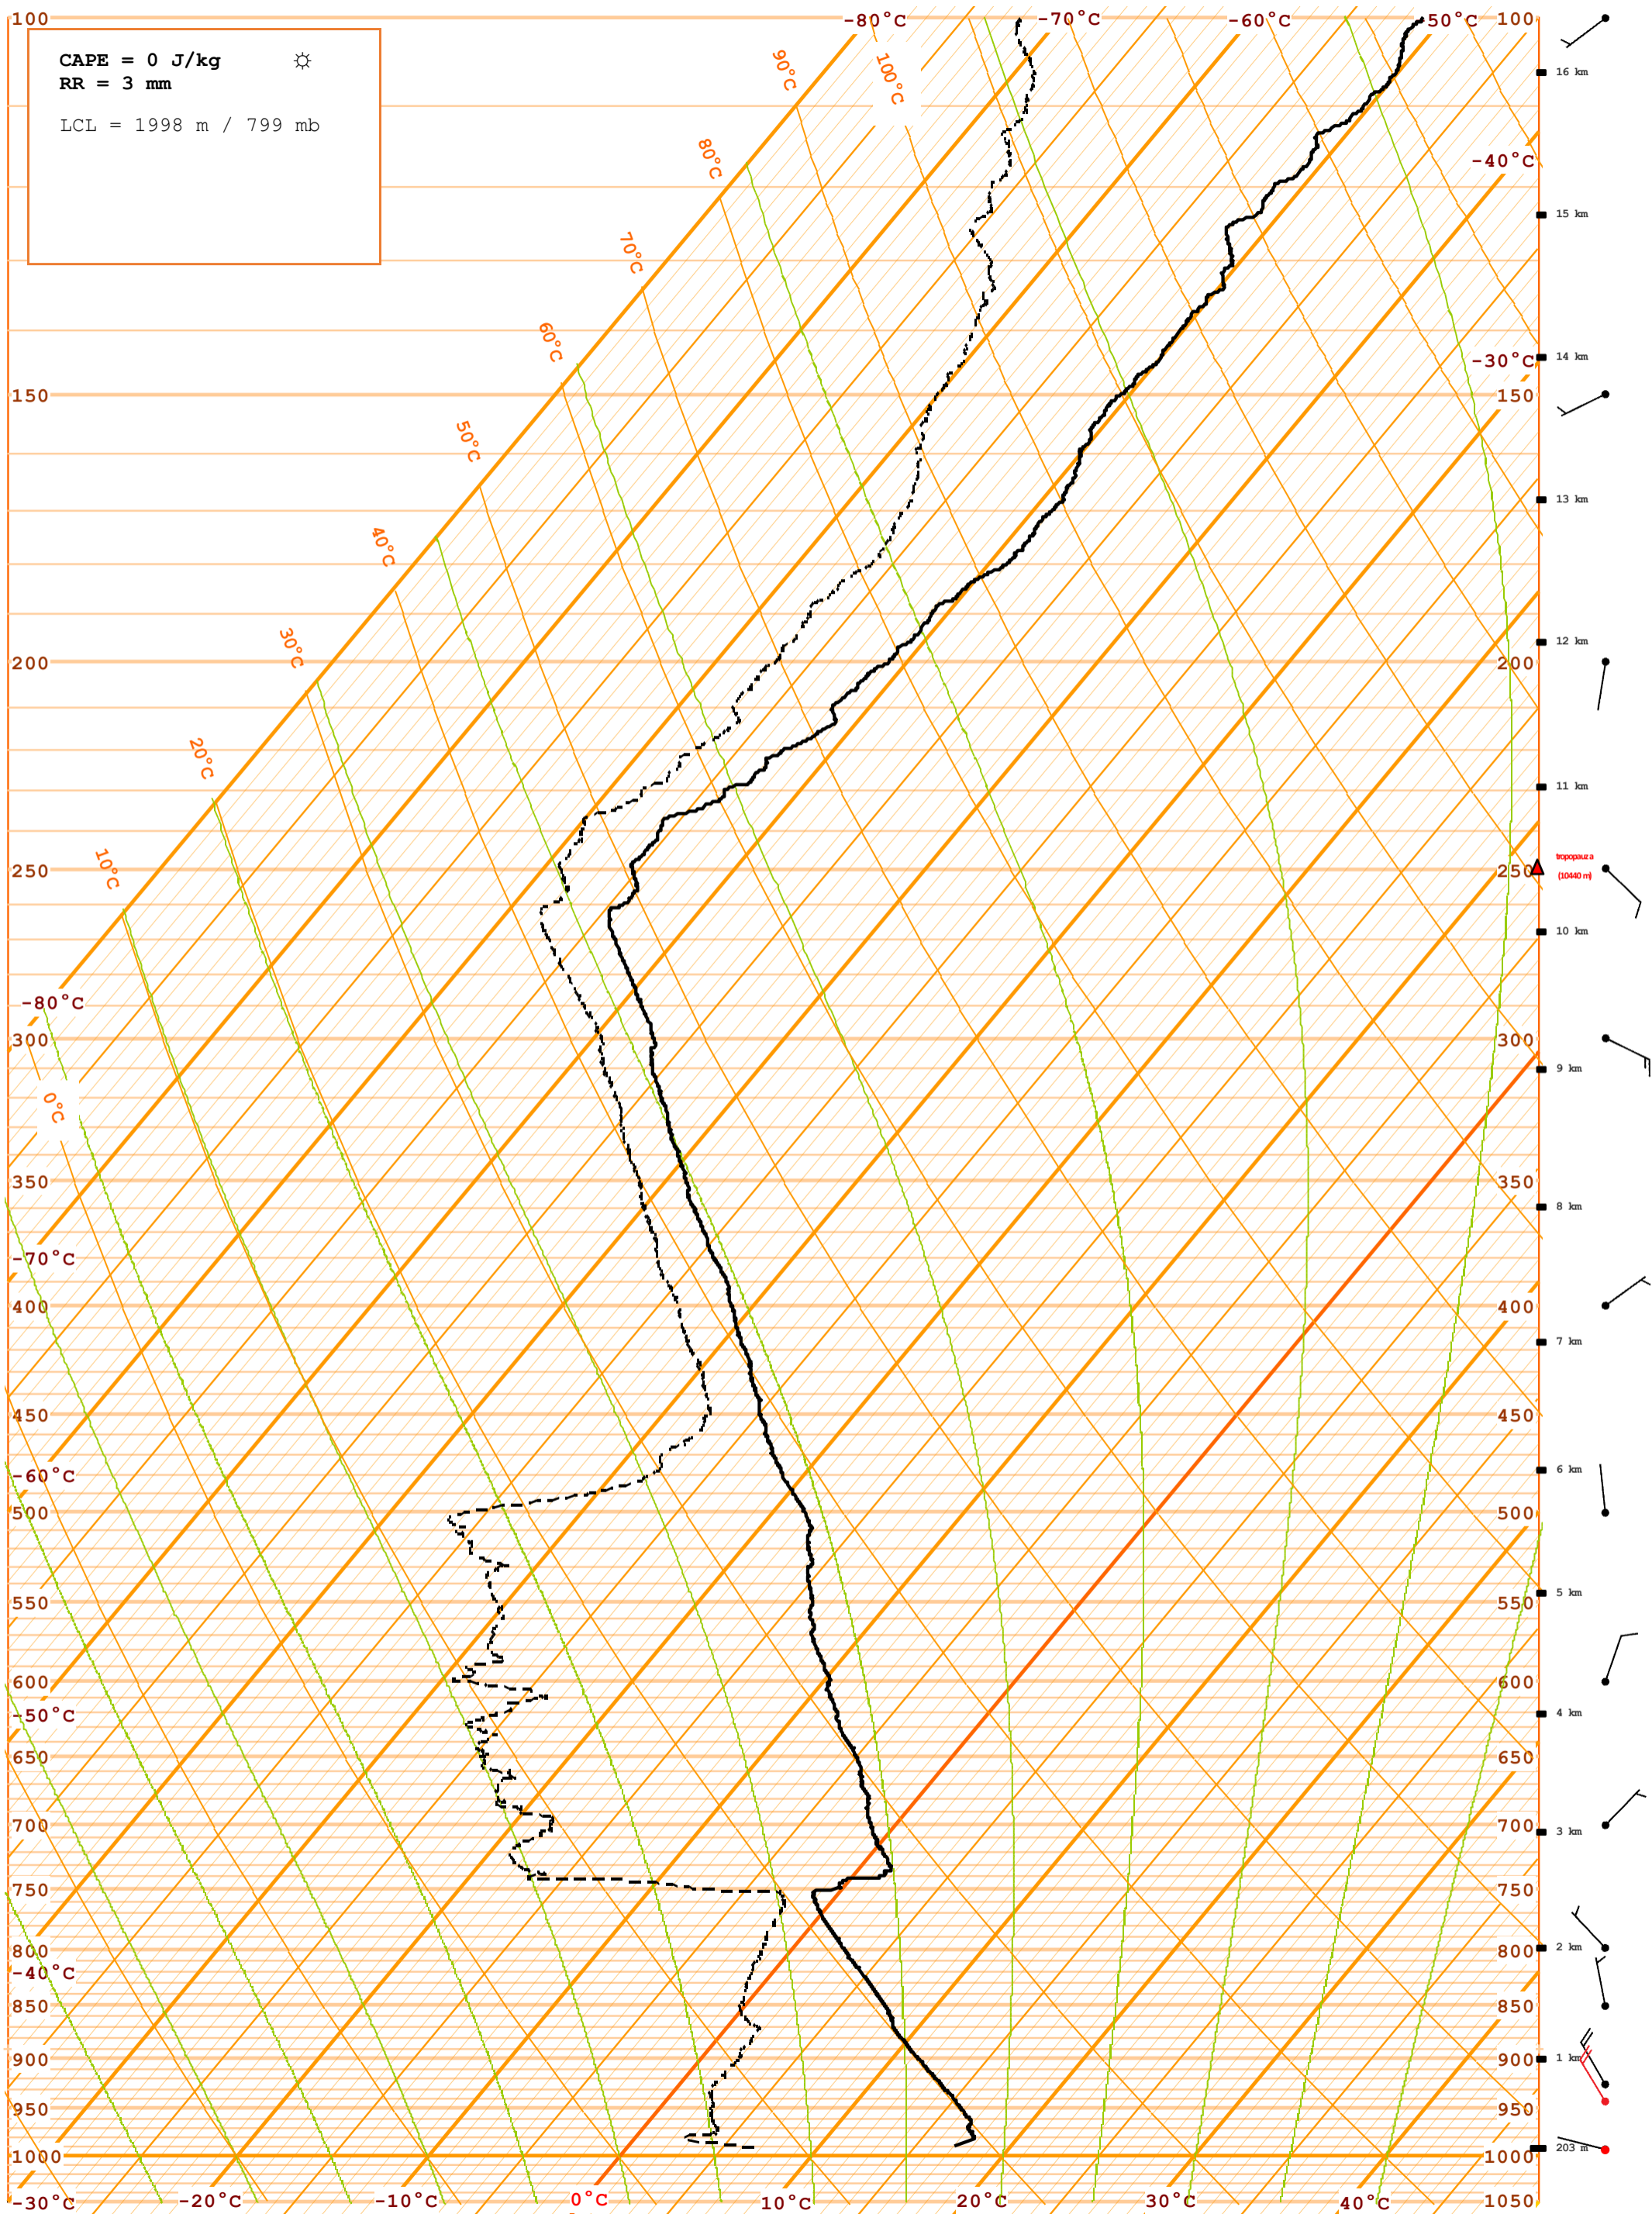 100 -80°C -70°C -60°C 50°C 100
CAPE = 0 J/kg ☼
RR = 3 mm
LCL = 1998 m / 799 mb
90°C 100°C
16 km
80°C -40°C
15 km
70°C
60°C 14 km
-30°C
150 150
50°C
13 km
40°C
30°C 12 km
200 200
20°C
11 km
10°C
250 250 tropopauza
(10440 m)
10 km
-80°C
300 300
9 km
0°C
350 350
8 km
-70°C
400 400
7 km
450 450
-60°C 6 km
500 500
550 550 5 km
600 600
-50°C 4 km
650 650
700 700 3 km
750 750
800 800 2 km
-40°C
850 850
900 900 1 km
950 950
1000 1000 203 m
-30°C -20°C -10°C 0°C 10°C 20°C 30°C 40°C 1050